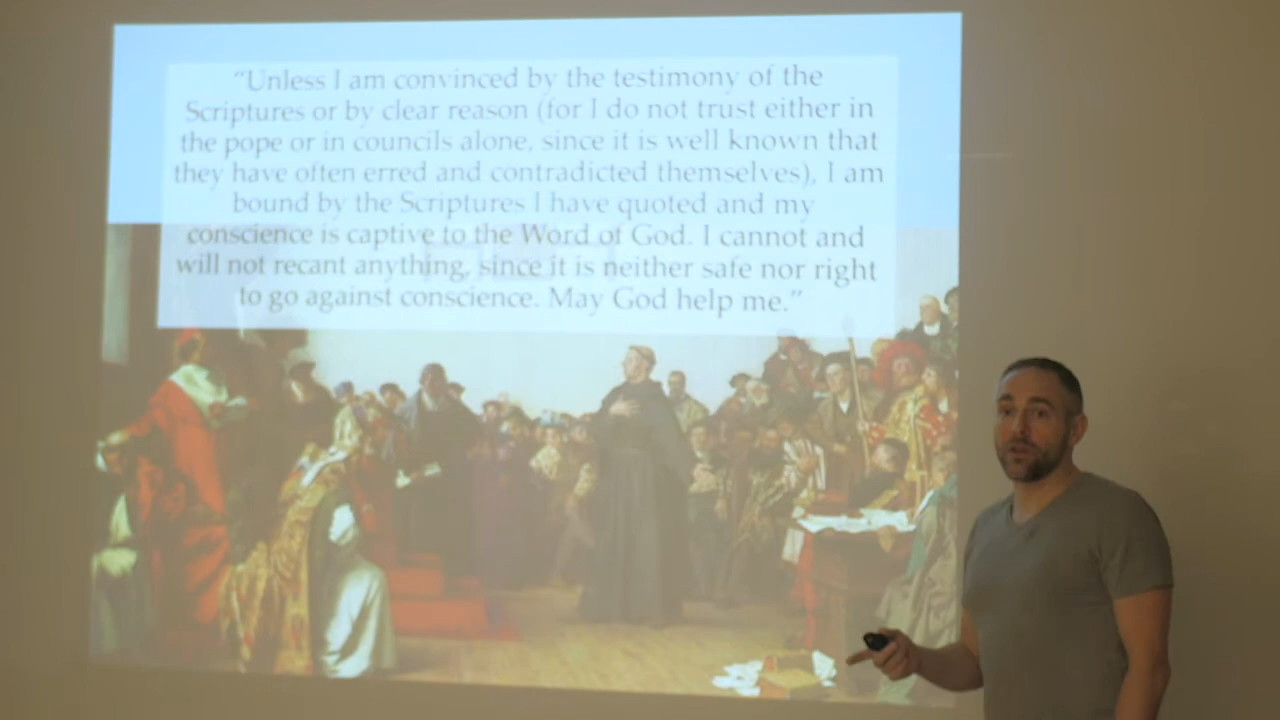 “Unless I am convinced by the testimony of the
Scriptures or by clear reason (for I do not trust either in
the pope or in councils alone, since it is well known that
they have often erred and contradicted themselves), I am
bound by the Scriptures I have quoted and my
conscience is captive to the Word of God. I cannot and
will not recant anything, since it is neither safe nor right
to go against conscience. May God help me.”